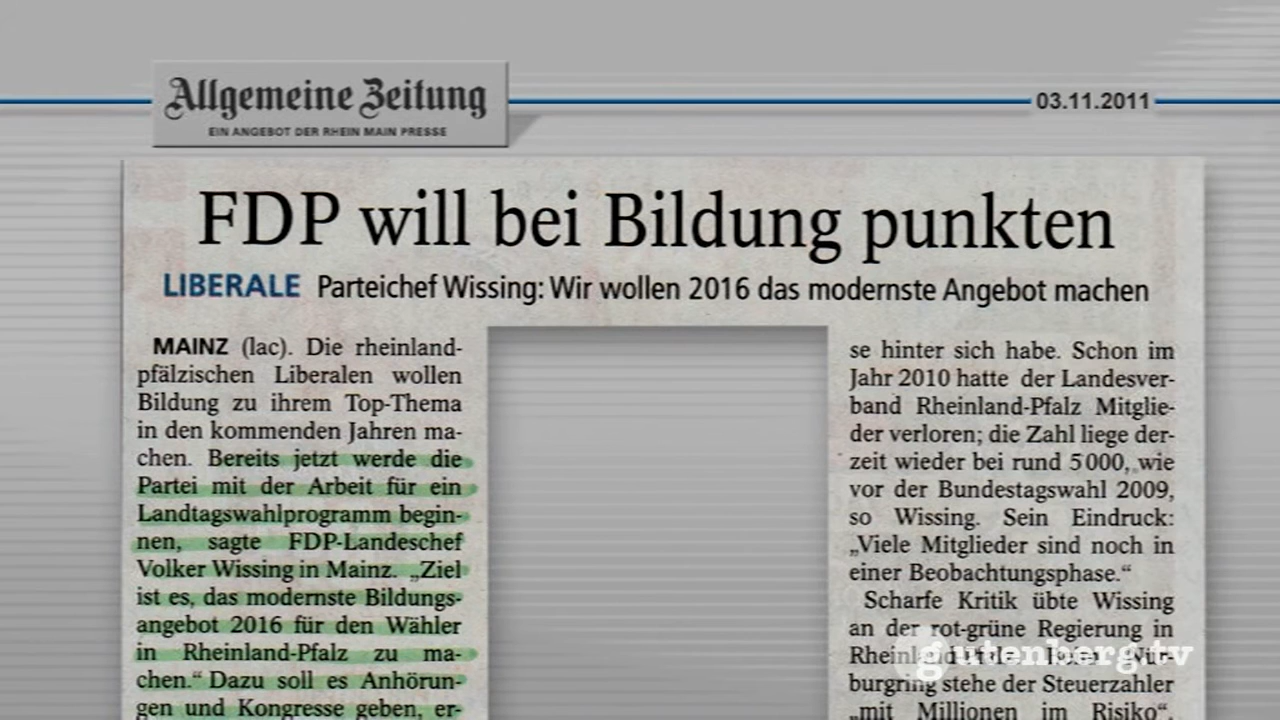 Allgemeine Zeitung
EIN ANGEBOT DER RHEIN MAIN PRESSE
03.11.2011
FDP will bei Bildung punkten
LIBERALE Parteichef Wissing: Wir wollen 2016 das modernste Angebot machen
MAINZ (lac). Die rheinland-
pfälzischen Liberalen wollen
Bildung zu ihrem Top-Thema
in den kommenden Jahren ma-
chen. Bereits jetzt werde die
Partei mit der Arbeit für ein
Landtagswahlprogramm begin-
nen, sagte FDP-Landeschef
Volker Wissing in Mainz. „Ziel
ist es, das modernste Bildungs-
angebot 2016 für den Wähler
in Rheinland-Pfalz zu ma-
chen.“ Dazu soll es Anhörun-
gen und Kongresse geben, er-
se hinter sich habe. Schon im
Jahr 2010 hatte der Landesver-
band Rheinland-Pfalz Mitglie-
der verloren; die Zahl liege der-
zeit wieder bei rund 5000, wie
vor der Bundestagswahl 2009,
so Wissing. Sein Eindruck:
„Viele Mitglieder sind noch in
einer Beobachtungsphase.“
Scharfe Kritik übte Wissing
an der rot-grüne Regierung in
Rheinland-Pfalz. Nür-
burgring stehe der Steuerzahler
„mit Millionen im Risiko“.
gutenberg.tv